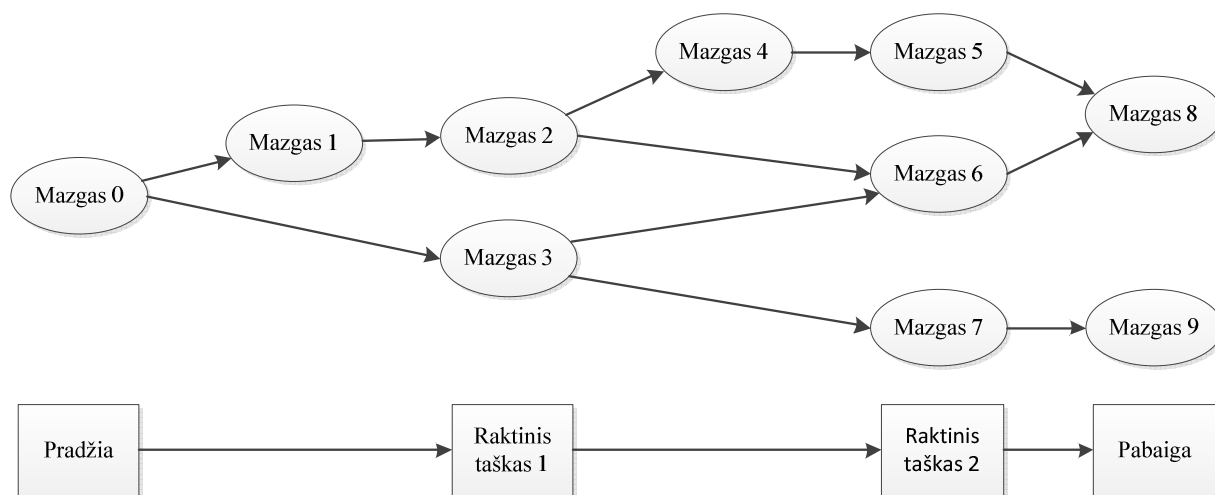 Mazgas 4
Mazgas 5
Mazgas 8
Mazgas 1
Mazgas 2
Mazgas 6
Mazgas 0
Mazgas 3
Mazgas 7
Mazgas 9
Pradžia
Raktinis
taškas 1
Raktinis
taškas 2
Pabaiga